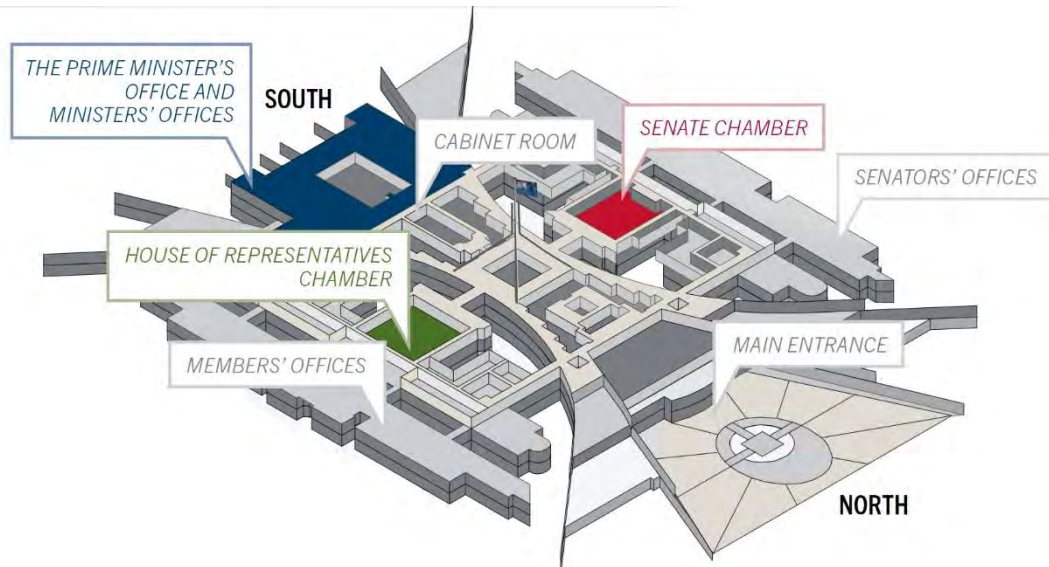 THE PRIME MINISTER'S
OFFICE AND
MINISTERS' OFFICES
SOUTH
CABINET ROOM
SENATE CHAMBER
SENATORS' OFFICES
HOUSE OF REPRESENTATIVES
CHAMBER
MEMBERS' OFFICES
MAIN ENTRANCE
NORTH